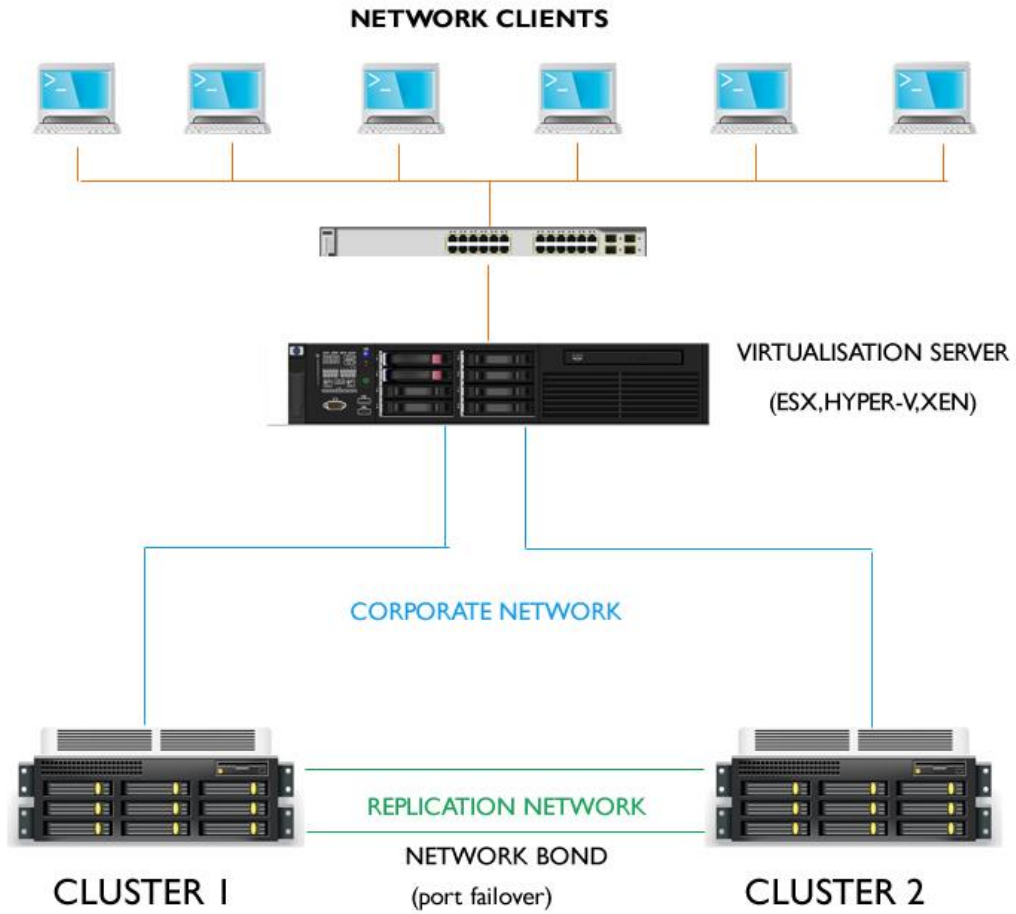 NETWORK CLIENTS
VIRTUALISATION SERVER
(ESX,HYPER-V,XEN)
CORPORATE NETWORK
REPLICATION NETWORK
NETWORK BOND
(port failover)
CLUSTER 1
CLUSTER 2